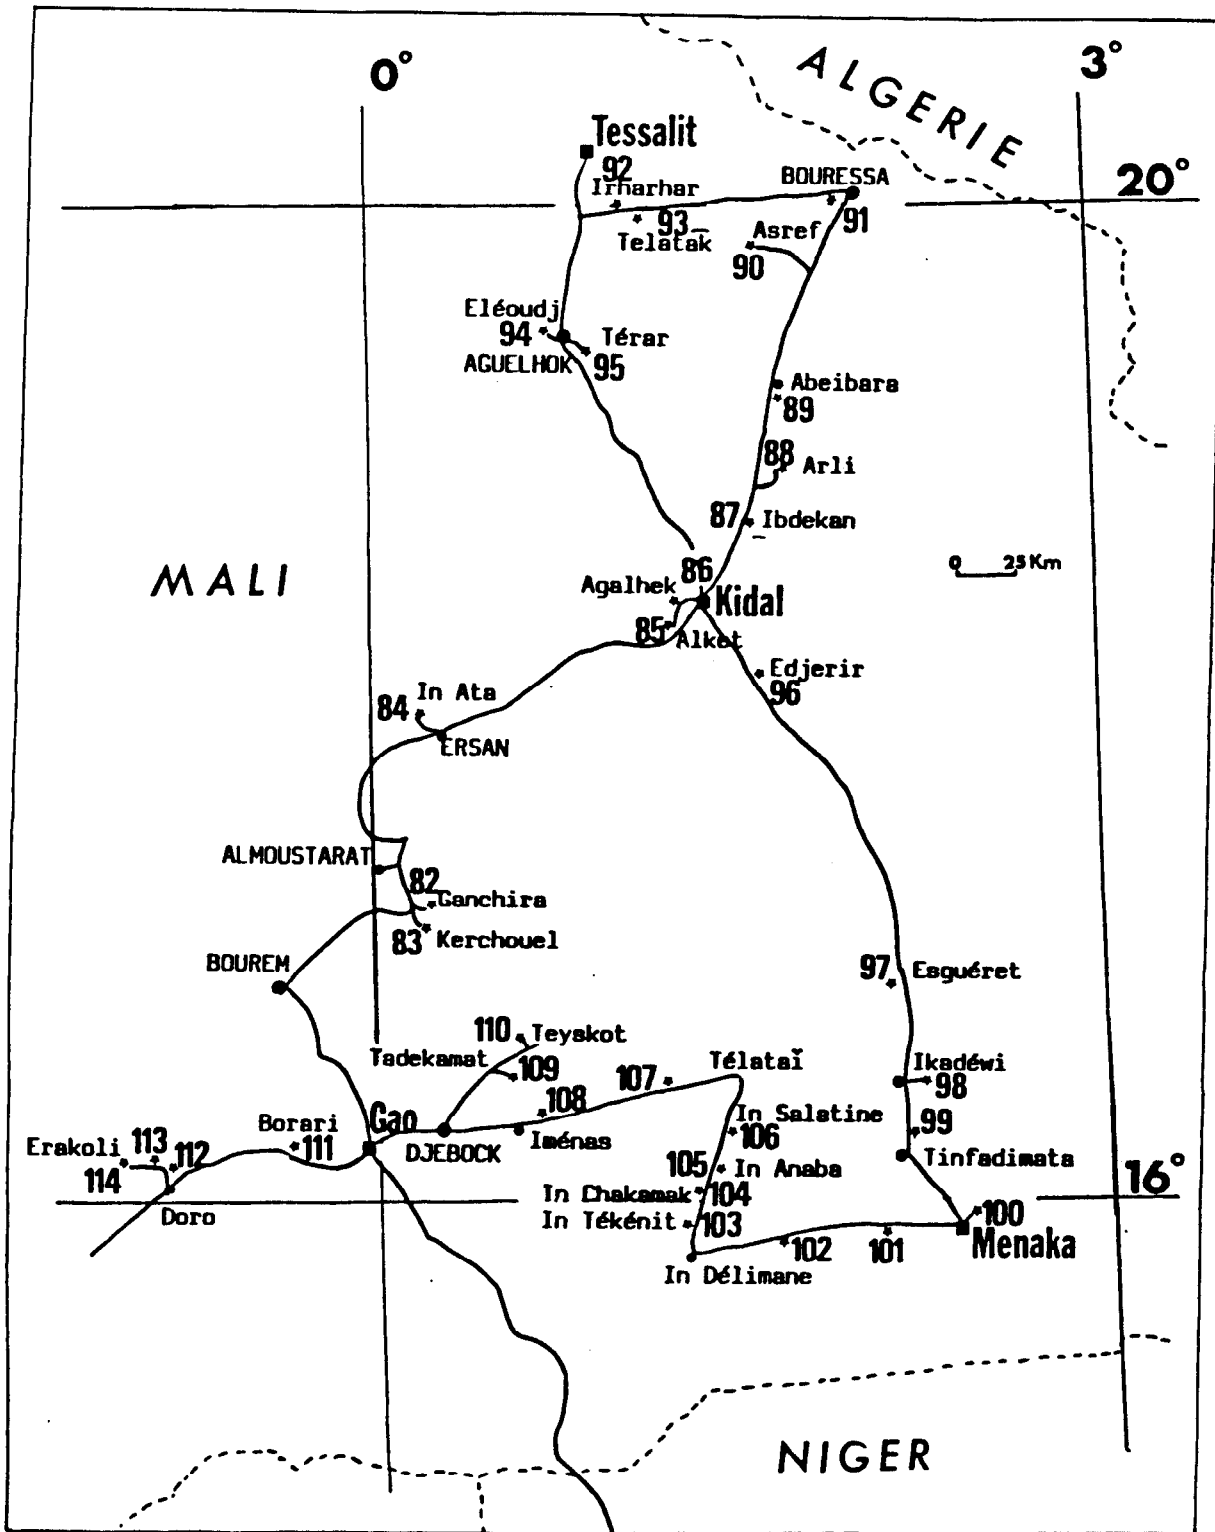 0°
3°
ALGERIE
Tessalit
92
Irharhar
BOURESSA
20°
93
Telatak
Asref
91
90
Eléoudj
94
Térar
AGUELHOK
95
Abeibara
89
88
Arli
87
Ibdekan
MALI
0 25 Km
86
Agalhek
Kidal
85
Alket
Edjerir
96
In Ata
84
ERSAN
ALMOUSTARAT
82
Ganchira
83
Kerchouel
BOUREM
97
Esguéret
110
Teyskot
Tadekamat
109
Télataï
Ikadéwi
98
107
108
Gao
Borari
111
DJEBOCK
Iménas
In Salatine
106
99
Tinfadimata
Erakoli
113
112
114
Doro
105
In Anaba
In Chakamak
104
In Tékénit
103
16°
100
Menaka
102
101
In Délimane
NIGER